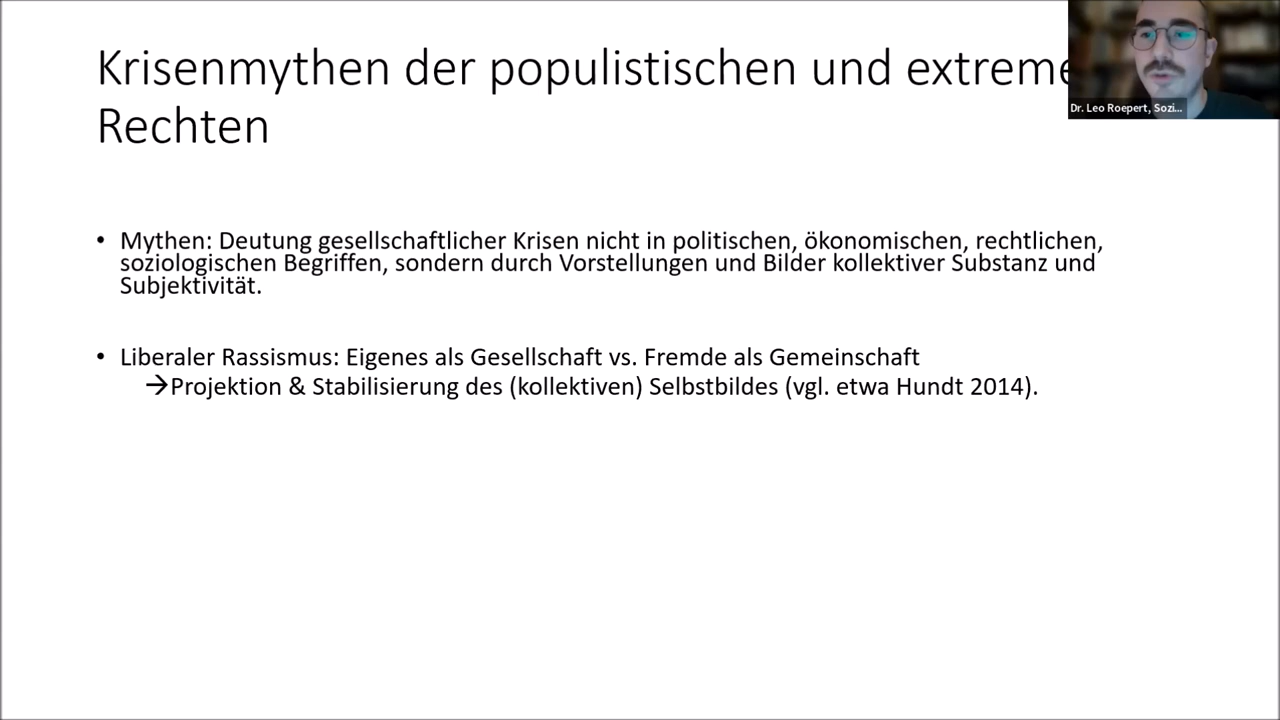 Krisenmythen der populistischen und extreme
Rechten
Dr. Leo Roepert, Sozi...
• Mythen: Deutung gesellschaftlicher Krisen nicht in politischen, ökonomischen, rechtlichen,
soziologischen Begriffen, sondern durch Vorstellungen und Bilder kollektiver Substanz und
Subjektivität.
• Liberaler Rassismus: Eigenes als Gesellschaft vs. Fremde als Gemeinschaft
→Projektion & Stabilisierung des (kollektiven) Selbstbildes (vgl. etwa Hundt 2014).